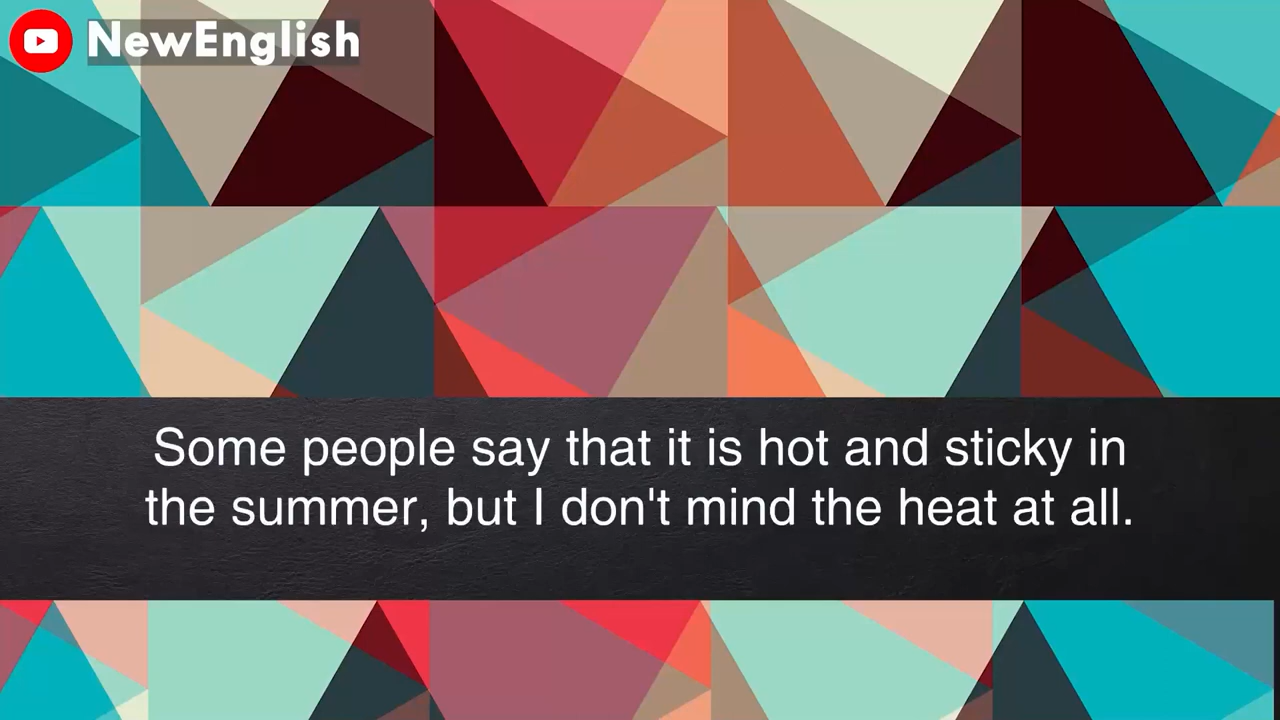 NewEnglish
Some people say that it is hot and sticky in
the summer, but I don't mind the heat at all.